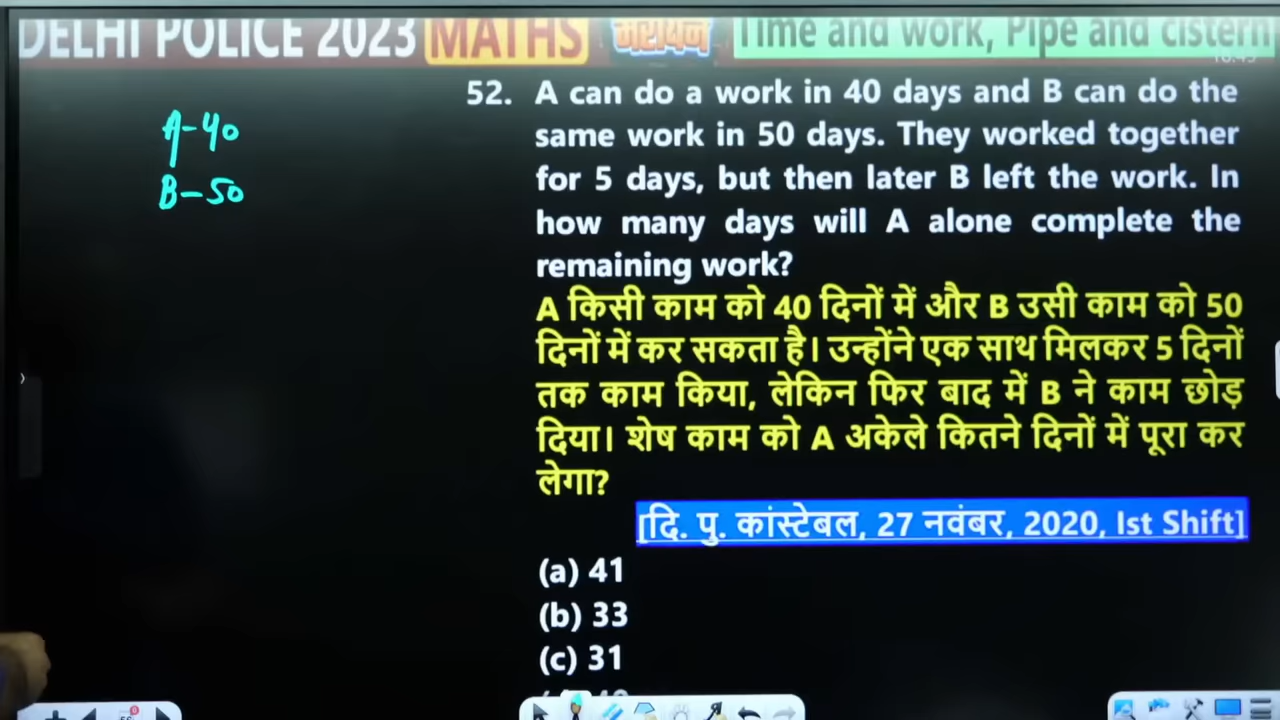 DELHI POLICE 2023 MATHS Time and work, Pipe and cistern
A-40
B-50
52. A can do a work in 40 days and B can do the
same work in 50 days. They worked together
for 5 days, but then later B left the work. In
how many days will A alone complete the
remaining work?
A किसी काम को 40 दिनों में और B उसी काम को 50
दिनों में कर सकता है। उन्होंने एक साथ मिलकर 5 दिनों
तक काम किया, लेकिन फिर बाद में B ने काम छोड़
दिया। शेष काम को A अकेले कितने दिनों में पूरा कर
लेगा?
[दि. पु. कांस्टेबल, 27 नवंबर, 2020, Ist Shift]
(a) 41
(b) 33
(c) 31